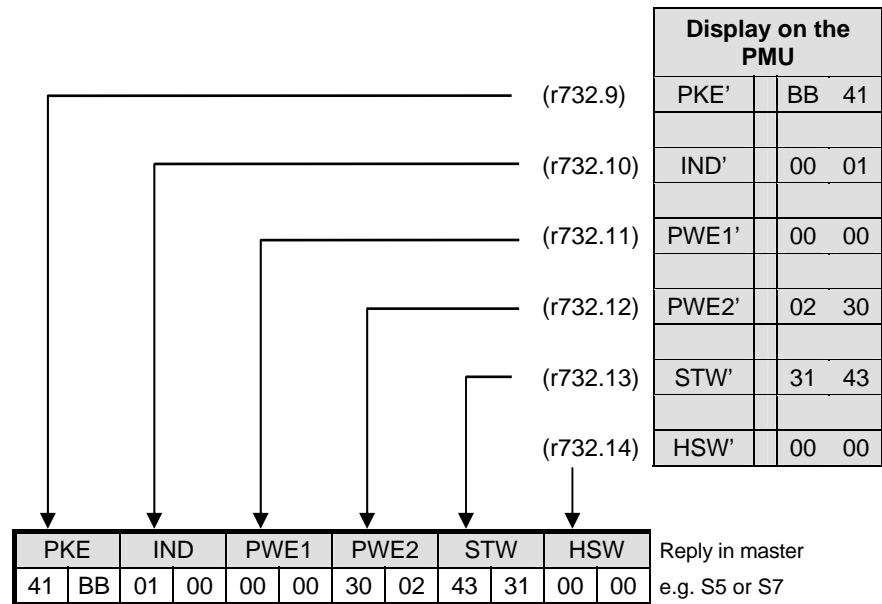 Display on the
PMU
(r732.9) PKE' BB 41
(r732.10) IND' 00 01
(r732.11) PWE1' 00 00
(r732.12) PWE2' 02 30
(r732.13) STW' 31 43
(r732.14) HSW' 00 00
PKE IND PWE1 PWE2 STW HSW Reply in master
41 BB 01 00 00 00 30 02 43 31 00 00 e.g. S5 or S7